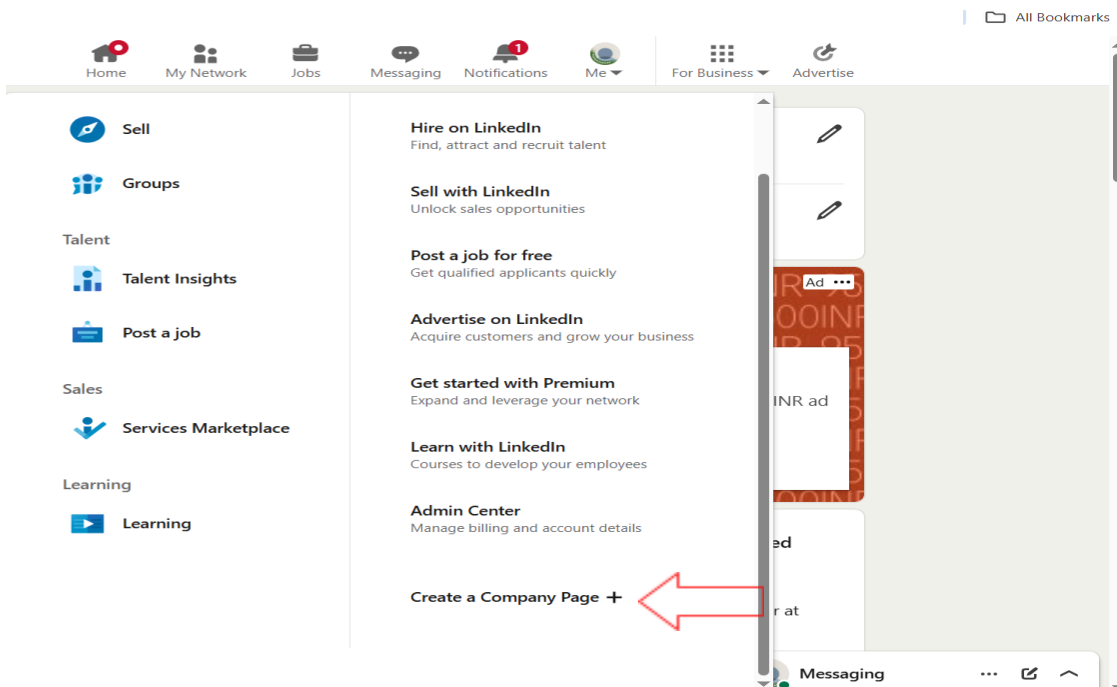 All Bookmarks
Home
My Network
Jobs
Messaging
1
Notifications
Me
For Business
Advertise
Sell
Groups
Talent
Talent Insights
Post a job
Sales
Services Marketplace
Learning
Learning
Hire on LinkedIn
Find, attract and recruit talent
Sell with LinkedIn
Unlock sales opportunities
Post a job for free
Get qualified applicants quickly
Advertise on LinkedIn
Acquire customers and grow your business
Get started with Premium
Expand and leverage your network
Learn with LinkedIn
Courses to develop your employees
Admin Center
Manage billing and account details
Create a Company Page +
Ad
INR ad
ed
r at
Messaging